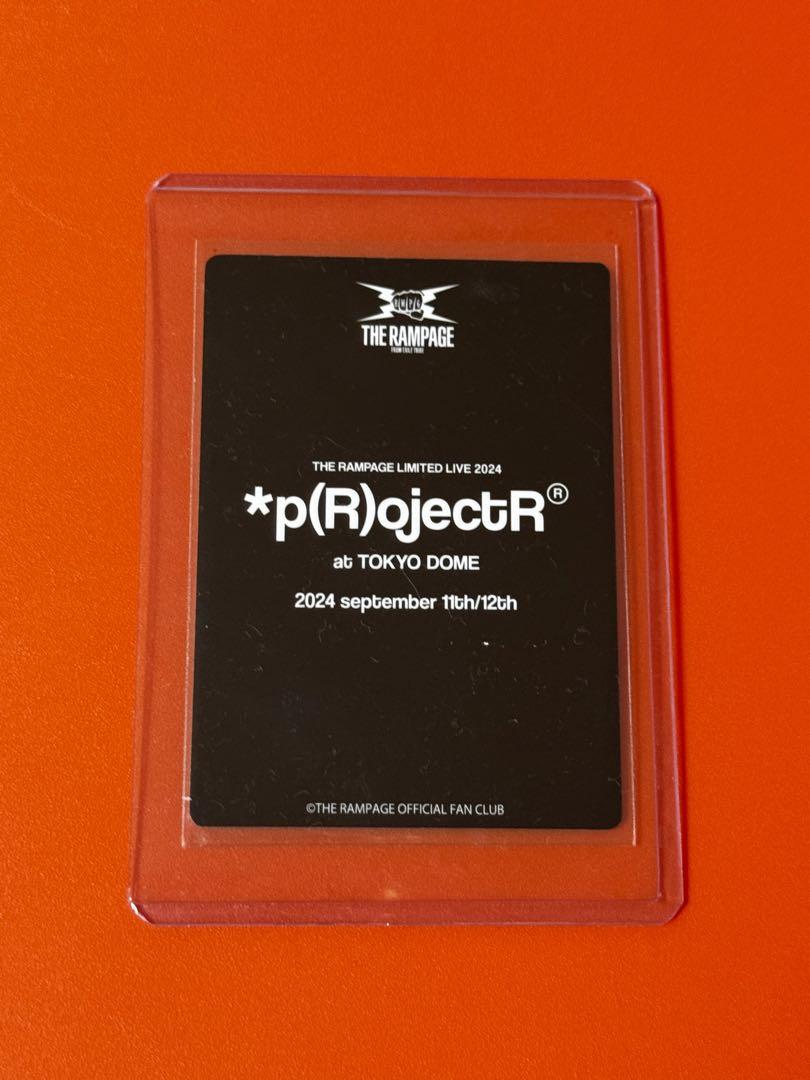 THE RAMPAGE
FROM EXILE TRIBE
THE RAMPAGE LIMITED LIVE 2024
*p(R)ojectR®
at TOKYO DOME
2024 september 11th/12th
©THE RAMPAGE OFFICIAL FAN CLUB